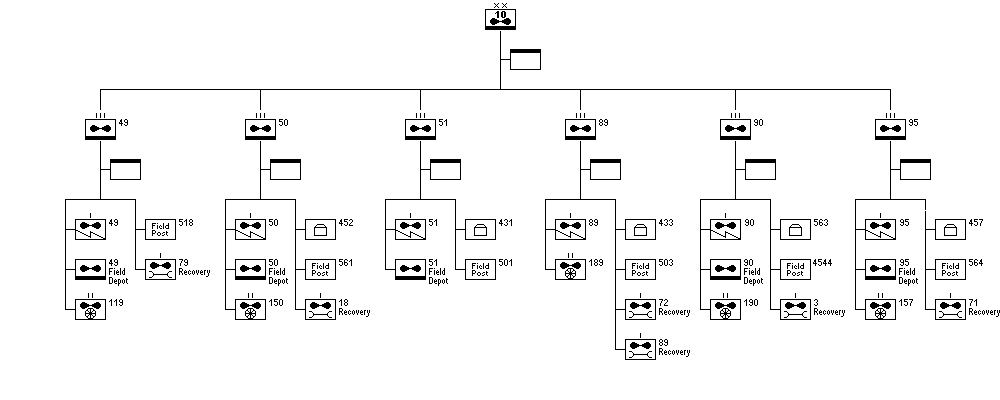 XX
10
III
49
III
50
III
51
III
89
III
90
III
95
I
49
Field
Post
518
I
50
452
I
51
431
I
89
433
I
90
563
I
95
457
49
Field
Depot
I
79
Recovery
50
Field
Depot
Field
Post
561
51
Field
Depot
Field
Post
501
II
189
Field
Post
503
90
Field
Depot
Field
Post
4544
95
Field
Depot
Field
Post
564
II
119
II
150
I
18
Recovery
I
72
Recovery
II
190
I
3
Recovery
II
157
I
71
Recovery
I
89
Recovery